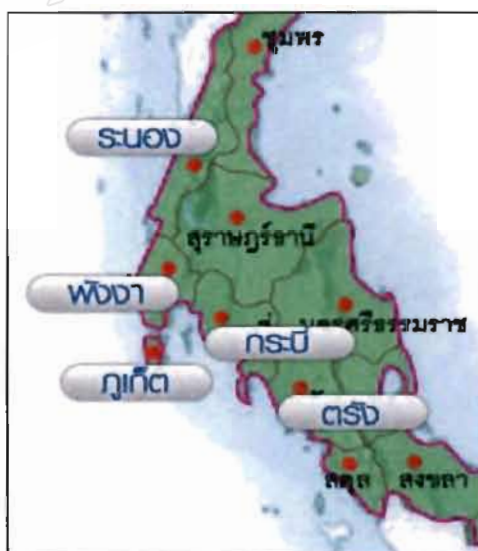 ชุมพร
ระนอง
สุราษฎร์ธานี
พังงา
นครศรีธรรมราช
กระบี่
ภูเก็ต
ตรัง
สตูล
สงขลา